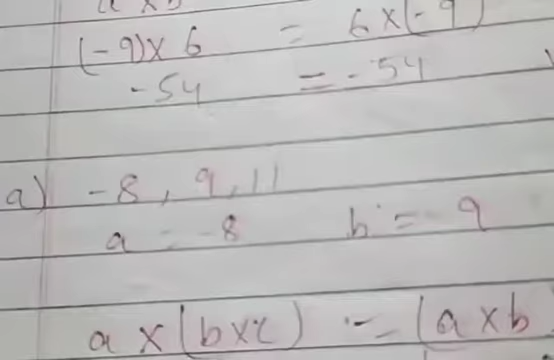 (-9)x 6 = 6 x(-9)
-54 = -54
a) -8, 9, 11
a = -8 b = 9
a x (b x c) = (a x b